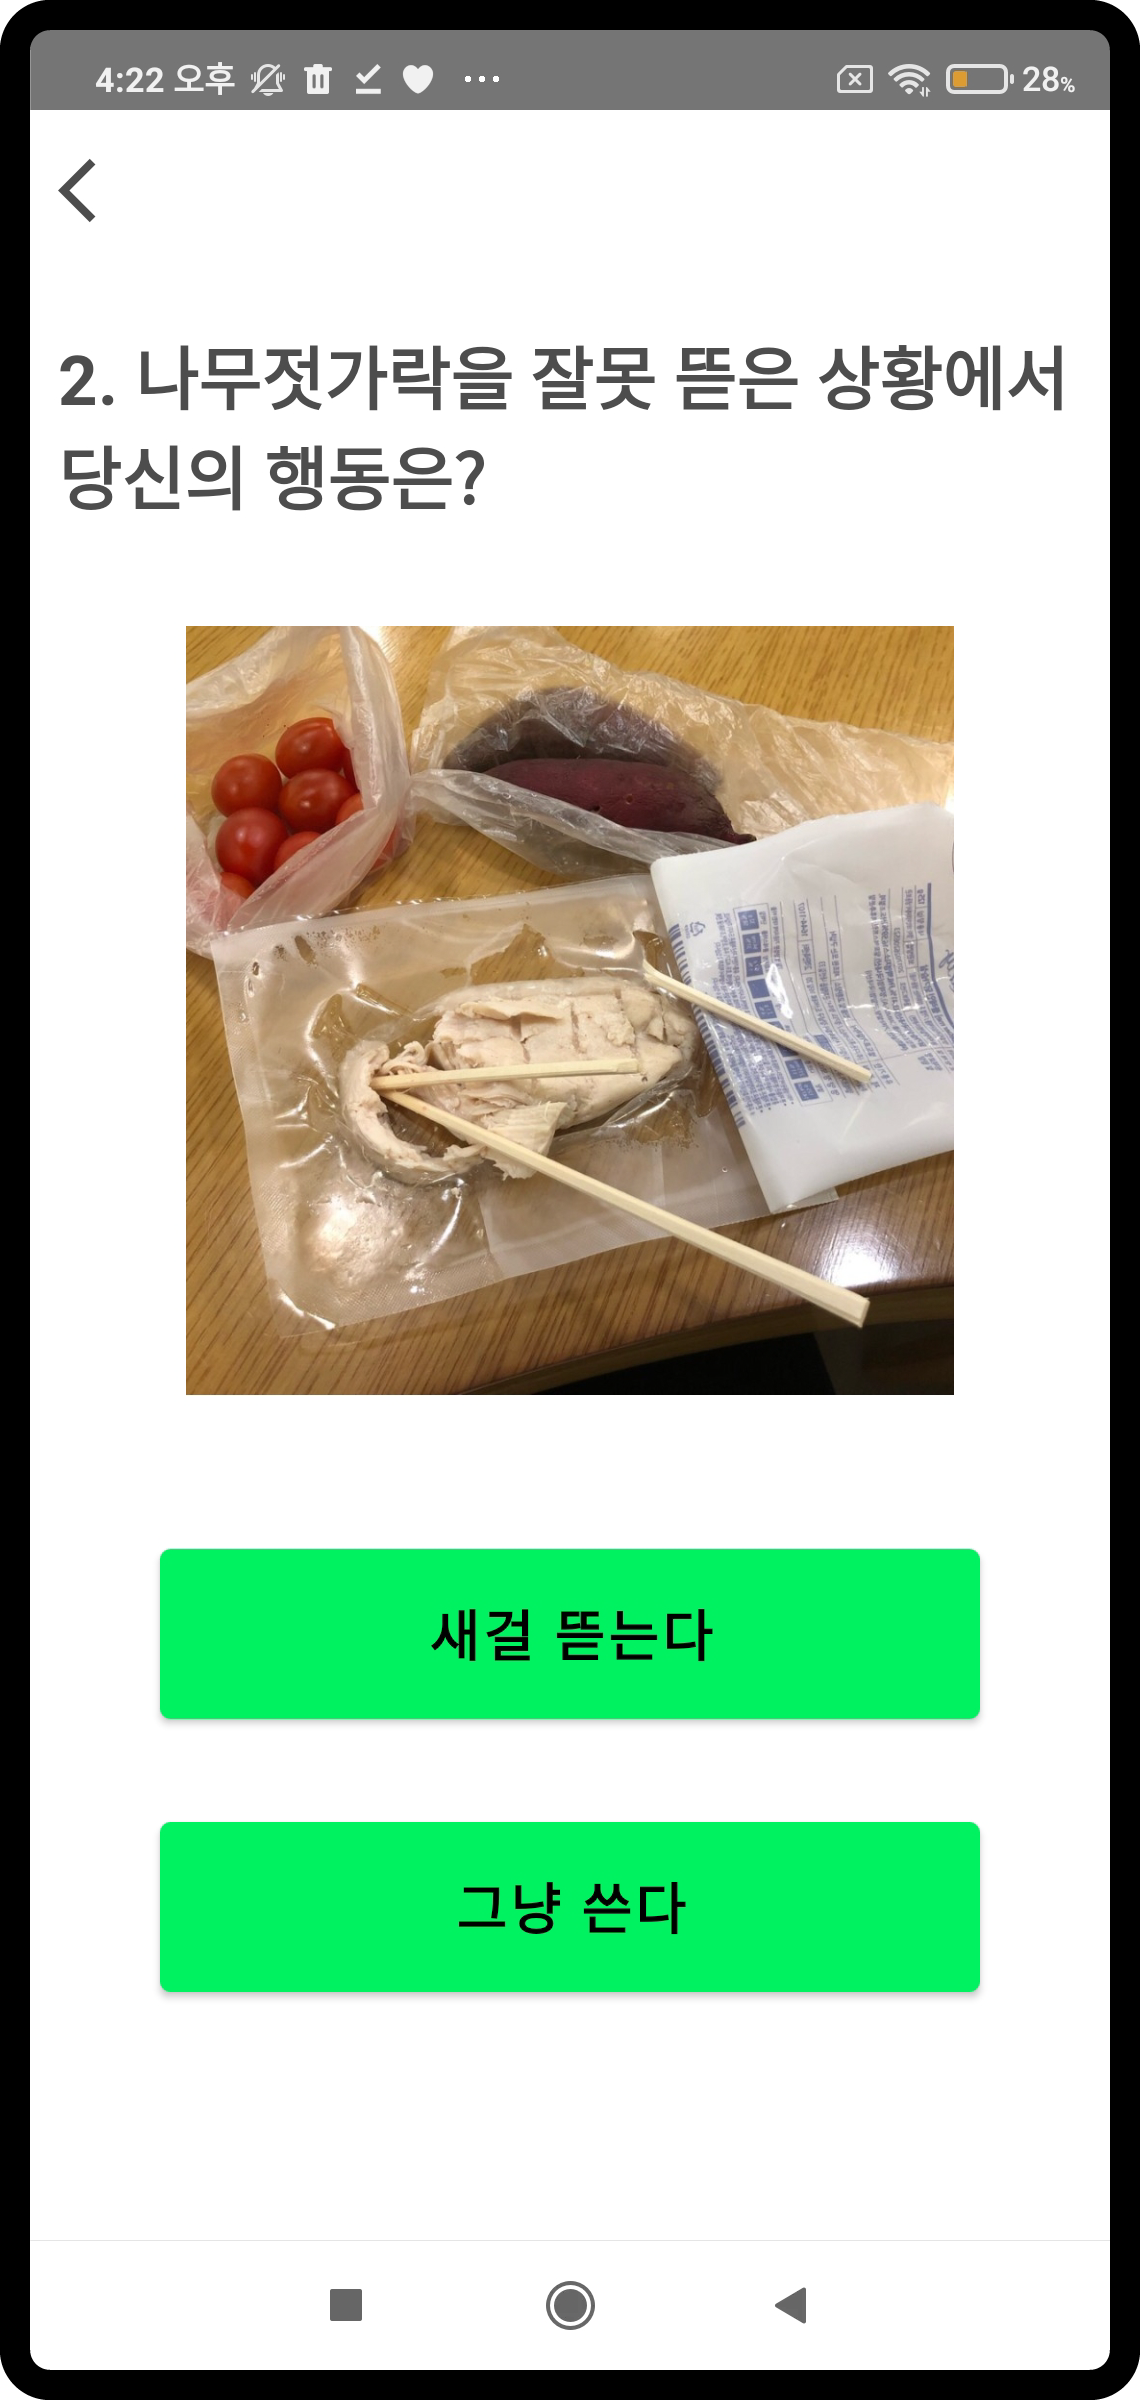 4:22 오후
28%
2. 나무젓가락을 잘못 뜯은 상황에서
당신의 행동은?
새걸 뜯는다
그냥 쓴다